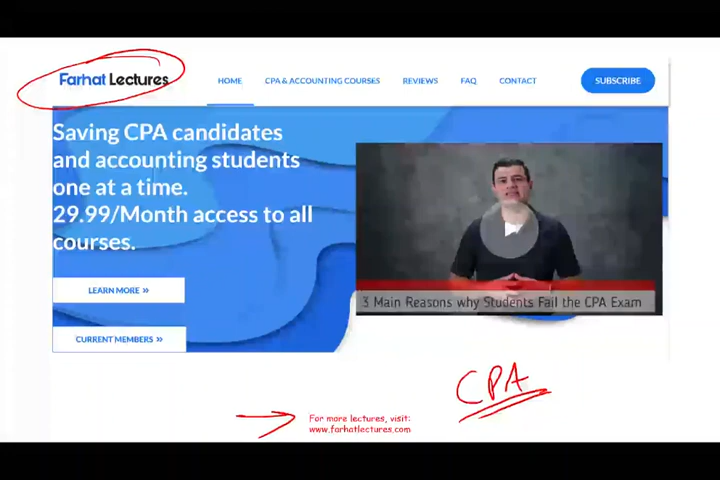 Farhat Lectures
HOME
CPA & ACCOUNTING COURSES
REVIEWS
FAQ
CONTACT
SUBSCRIBE
Saving CPA candidates
and accounting students
one at a time.
29.99/Month access to all
courses.
LEARN MORE »
CURRENT MEMBERS »
3 Main Reasons why Students Fail the CPA Exam
CPA
For more lectures, visit:
www.farhatlectures.com